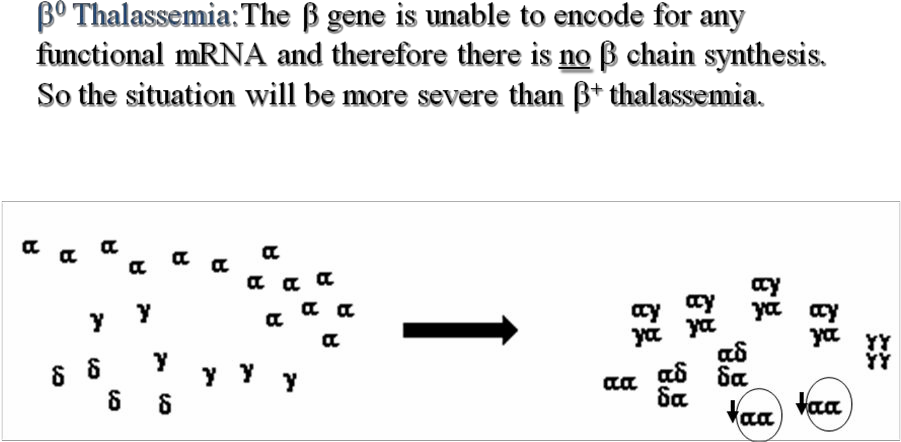 β⁰ Thalassemia:The β gene is unable to encode for any
functional mRNA and therefore there is no β chain synthesis.
So the situation will be more severe than β⁺ thalassemia.
α α α α α α α
α α α
α α α
α
γ γ
γ γ γ γ
δ δ
δ δ
αγ αγ αγ αγ
γα γα γα γα
γγ
γγ
αα αδ αδ
δα δα
↓αα ↓αα